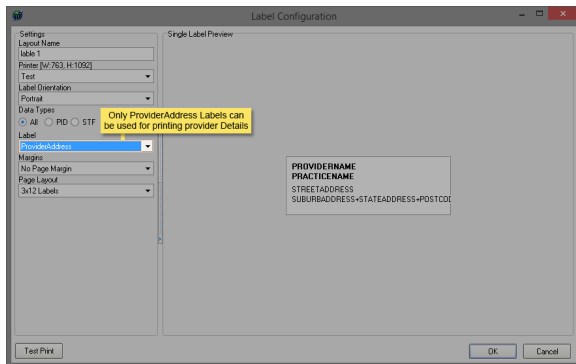 Label Configuration
Settings
Layout Name
lable 1
Printer [W:763, H:1092]
Test
Label Orientation
Portrait
Data Types
All PID STF
Label
ProviderAddress
Margins
No Page Margin
Page Layout
3x12 Labels
Only ProviderAddress Labels can
be used for printing provider Details
Single Label Preview
PROVIDERNAME
PRACTICENAME
STREETADDRESS
SUBURBADDRESS+STATEADDRESS+POSTCOD
Test Print
OK Cancel